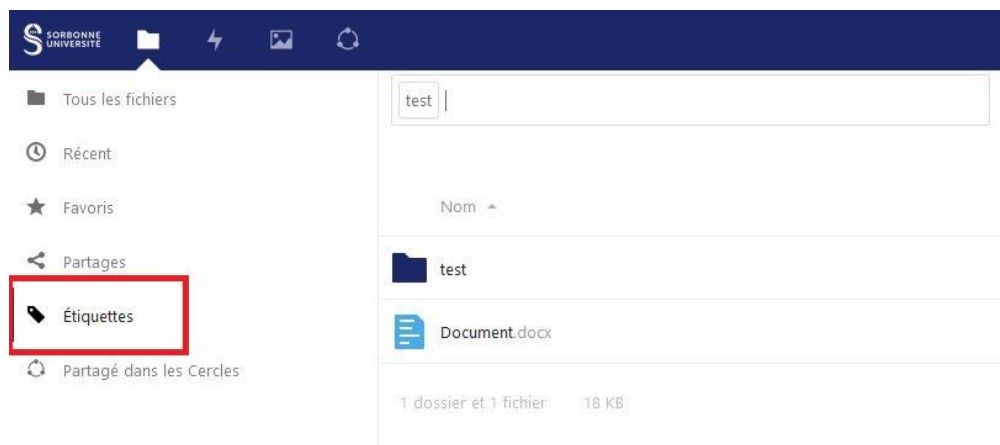 SORBONNE
UNIVERSITÉ
Tous les fichiers
Récent
Favoris
Partages
Étiquettes
Partagé dans les Cercles
test
Nom
test
Document.docx
1 dossier et 1 fichier 18 KB